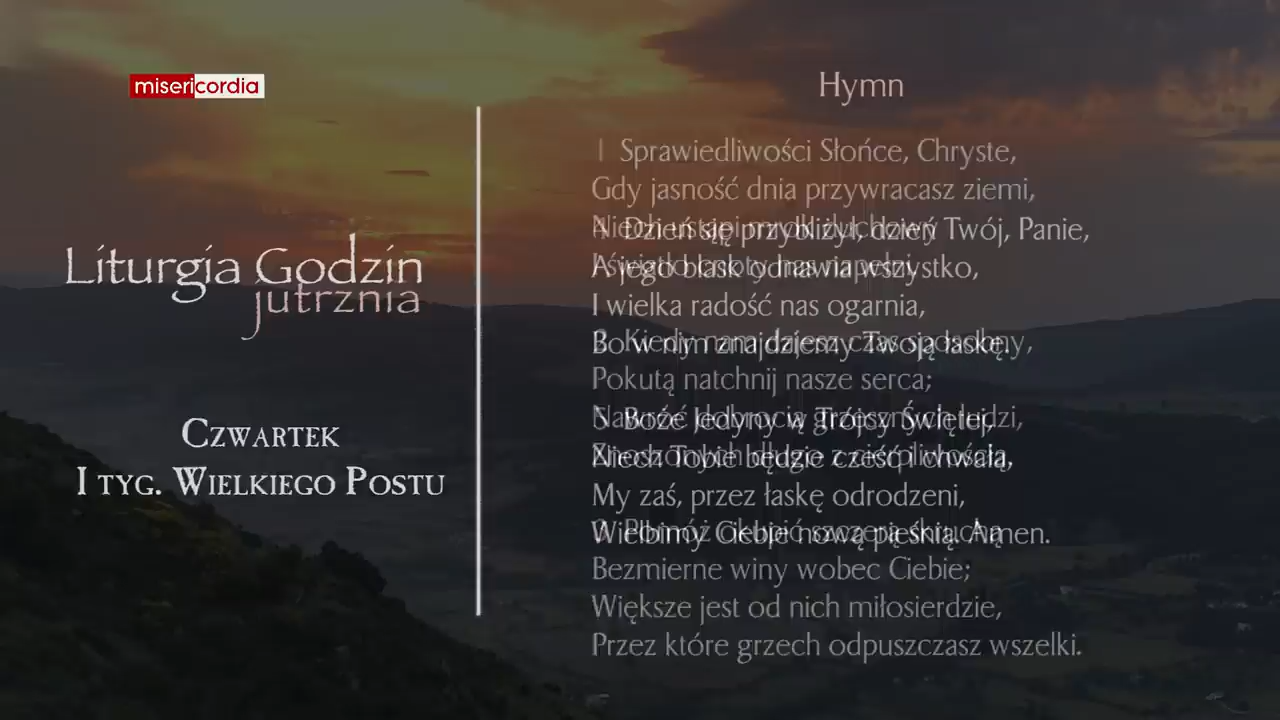 misericordia
Liturgia Godzin
jutrznia
Czwartek
I tyg. Wielkiego Postu
Hymn
1 Sprawiedliwości Słońce, Chryste,
Gdy jasność dnia przywracasz ziemi,
4 Dzień się przybliżył, dzień Twój, Panie,
A jego blask odnawia wszystko,
I wielka radość nas ogarnia,
Bo w nim znajdziemy Twoją łaskę.
Pokutą natchnij nasze serca;
5 Boże Jedyny w Trójcy Świętej,
Niech Tobie będzie cześć i chwała,
My zaś, przez łaskę odrodzeni,
Wielbimy Ciebie nową pieśnią. Amen.
Bezmierne winy wobec Ciebie;
Większe jest od nich miłosierdzie,
Przez które grzech odpuszczasz wszelki.